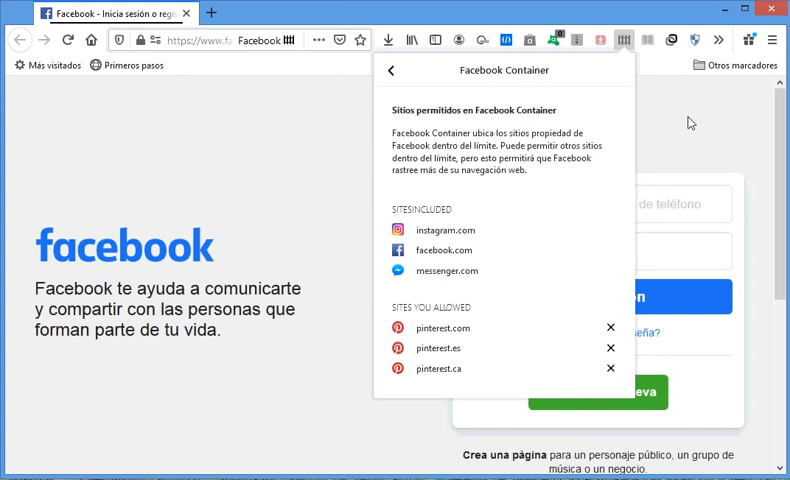 Facebook - Inicia sesión o regis
https://www.fa
Facebook
0
Más visitados
Primeros pasos
Otros marcadores
Facebook Container
Sitios permitidos en Facebook Container
Facebook Container ubica los sitios propiedad de
Facebook dentro del límite. Puede permitir otros sitios
dentro del límite, pero esto permitirá que Facebook
rastree más de su navegación web.
SITESINCLUDED
instagram.com
facebook.com
messenger.com
SITES YOU ALLOWED
pinterest.com
pinterest.es
pinterest.ca
facebook
Facebook te ayuda a comunicarte
y compartir con las personas que
forman parte de tu vida.
de teléfono
ón
seña?
eva
Crea una página para un personaje público, un grupo de
música o un negocio.